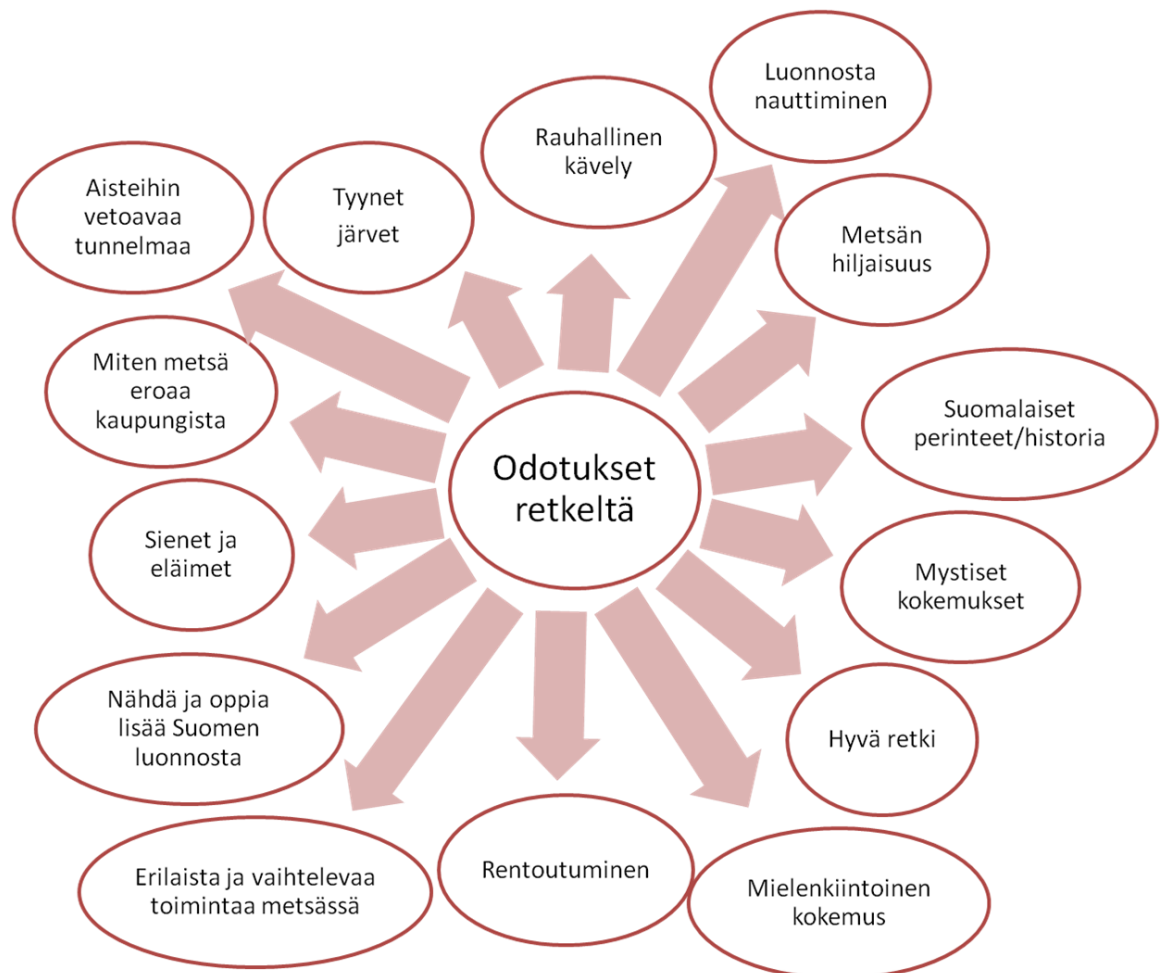 Luonnosta
nauttiminen
Rauhallinen
kävely
Aisteihin
vetoavaa
tunnelmaa
Tyynet
järvet
Metsän
hiljaisuus
Miten metsä
eroaa
kaupungista
Suomalaiset
perinteet/historia
Odotukset
retkeltä
Sienet ja
eläimet
Mystiset
kokemukset
Nähdä ja oppia
lisää Suomen
luonnosta
Hyvä retki
Erilaista ja vaihtelevaa
toimintaa metsässä
Rentoutuminen
Mielenkiintoinen
kokemus